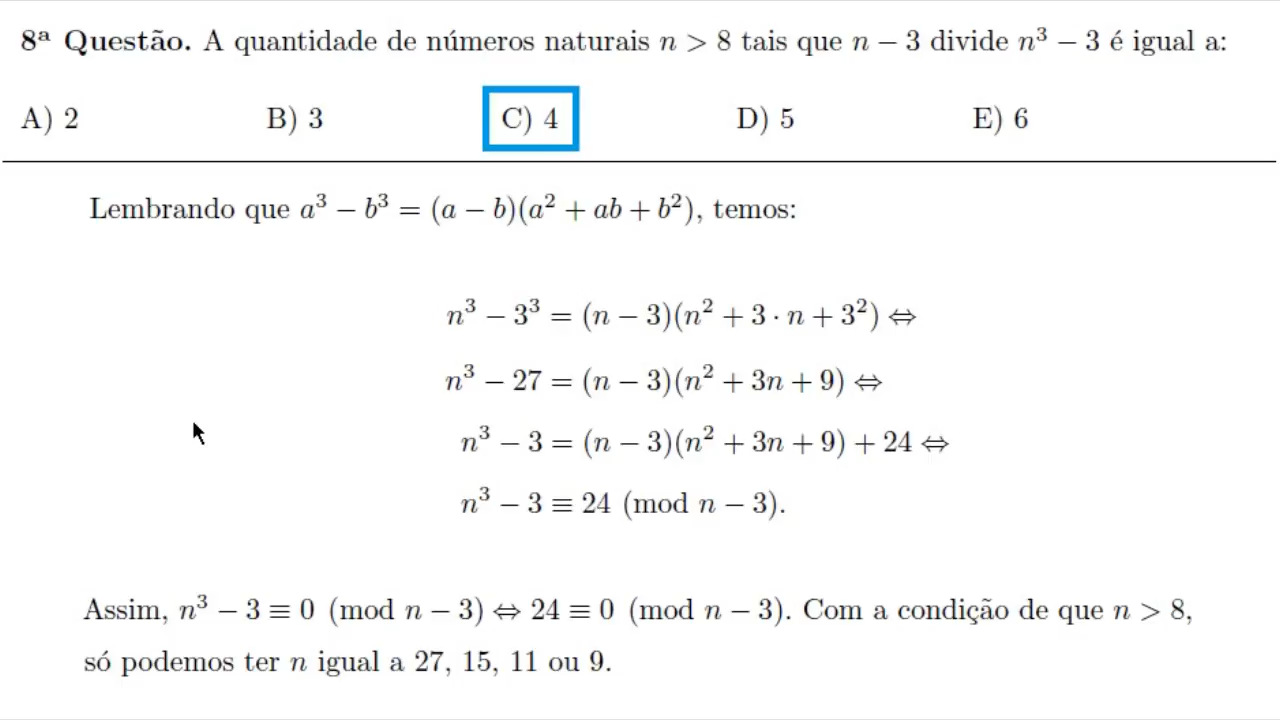 8ª Questão. A quantidade de números naturais n > 8 tais que n − 3 divide n³ − 3 é igual a:
A) 2 B) 3 C) 4 D) 5 E) 6
Lembrando que a³ − b³ = (a − b)(a² + ab + b²), temos:
n³ − 3³ = (n − 3)(n² + 3 · n + 3²) ⇔
n³ − 27 = (n − 3)(n² + 3n + 9) ⇔
n³ − 3 = (n − 3)(n² + 3n + 9) + 24 ⇔
n³ − 3 ≡ 24 (mod n − 3).
Assim, n³ − 3 ≡ 0 (mod n − 3) ⇔ 24 ≡ 0 (mod n − 3). Com a condição de que n > 8,
só podemos ter n igual a 27, 15, 11 ou 9.